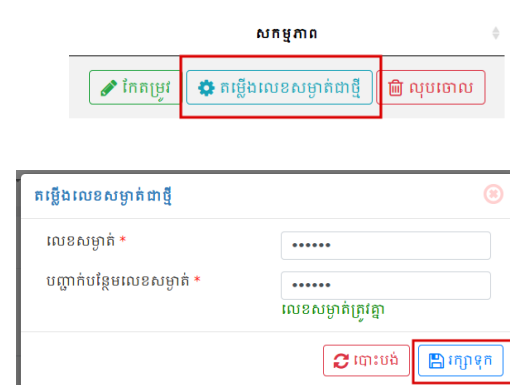 សកម្មភាព
កែតម្រូវ តម្លើងលេខសម្ងាត់ជាថ្មី លុបចោល
តម្លើងលេខសម្ងាត់ជាថ្មី
លេខសម្ងាត់ * ••••••
បញ្ជាក់បន្ថែមលេខសម្ងាត់ * ••••••
លេខសម្ងាត់ត្រូវគ្នា
បោះបង់ រក្សាទុក